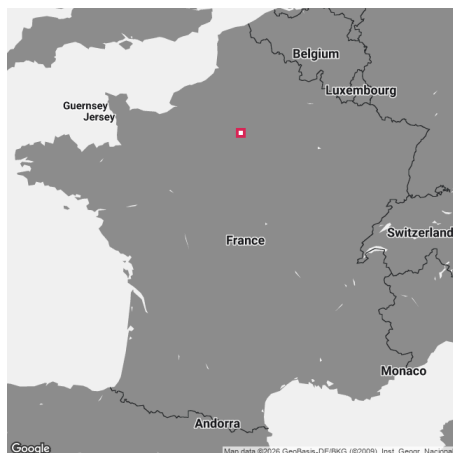 Belgium
Luxembourg
Guernsey
Jersey
Switzerland
France
Monaco
Andorra
Google
Map data ©2026 GeoBasis-DE/BKG (©2009), Inst. Geogr. Nacional